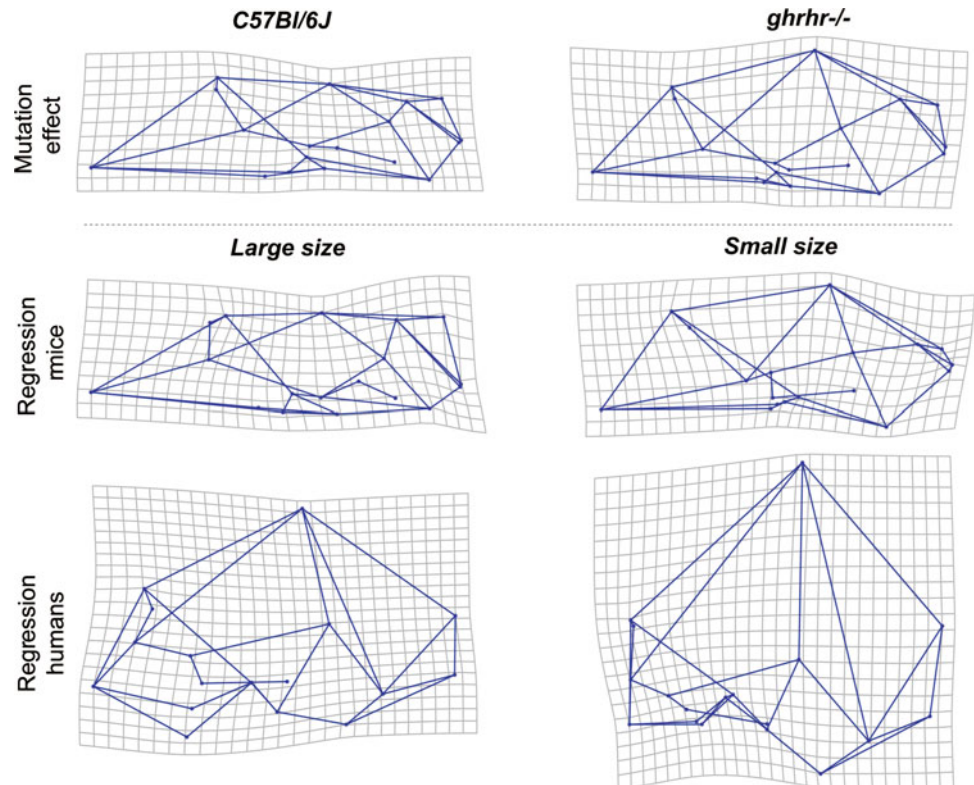 C57Bl/6J
ghrhr-/-
Mutation
effect
Large size
Small size
Regression
mice
Regression
humans